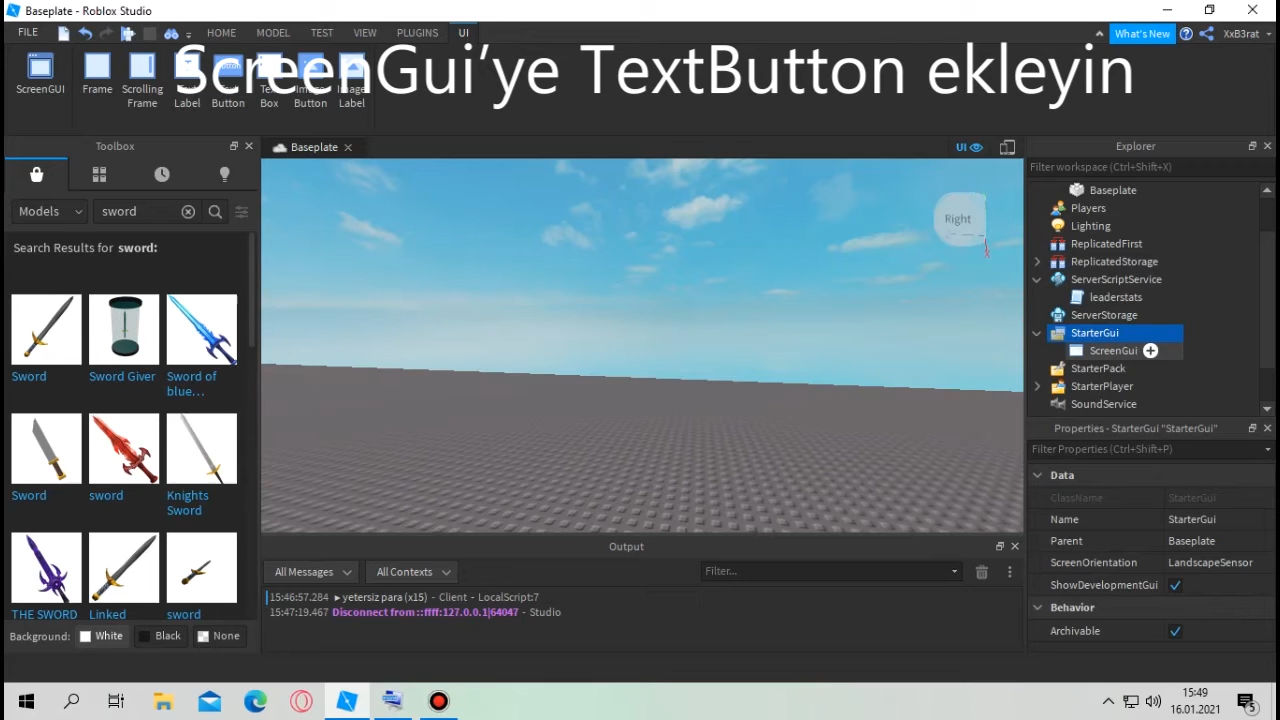 Baseplate - Roblox Studio
FILE
HOME
MODEL
TEST
VIEW
PLUGINS
UI
What's New
XxB3rat
ScreenGui'ye TextButton ekleyin
ScreenGUI
Frame
Scrolling
Frame
Label
Button
Box
Button
Label
Toolbox
Baseplate
UI
Explorer
Models
sword
Search Results for sword:
Sword
Sword Giver
Sword of
blue...
Sword
sword
Knights
Sword
THE SWORD
Linked
sword
Background:
White
Black
None
Right
Filter workspace (Ctrl+Shift+X)
Baseplate
Players
Lighting
ReplicatedFirst
ReplicatedStorage
ServerScriptService
leaderstats
ServerStorage
StarterGui
ScreenGui
StarterPack
StarterPlayer
SoundService
Properties - StarterGui "StarterGui"
Filter Properties (Ctrl+Shift+P)
Data
ClassName StarterGui
Name StarterGui
Parent Baseplate
ScreenOrientation LandscapeSensor
ShowDevelopmentGui
Behavior
Archivable
Output
All Messages
All Contexts
Filter...
15:46:57.284 ▸ yetersiz para (x15) - Client - LocalScript:7
15:47:19.467 Disconnect from ::ffff:127.0.0.1|64047 - Studio
15:49
16.01.2021
5